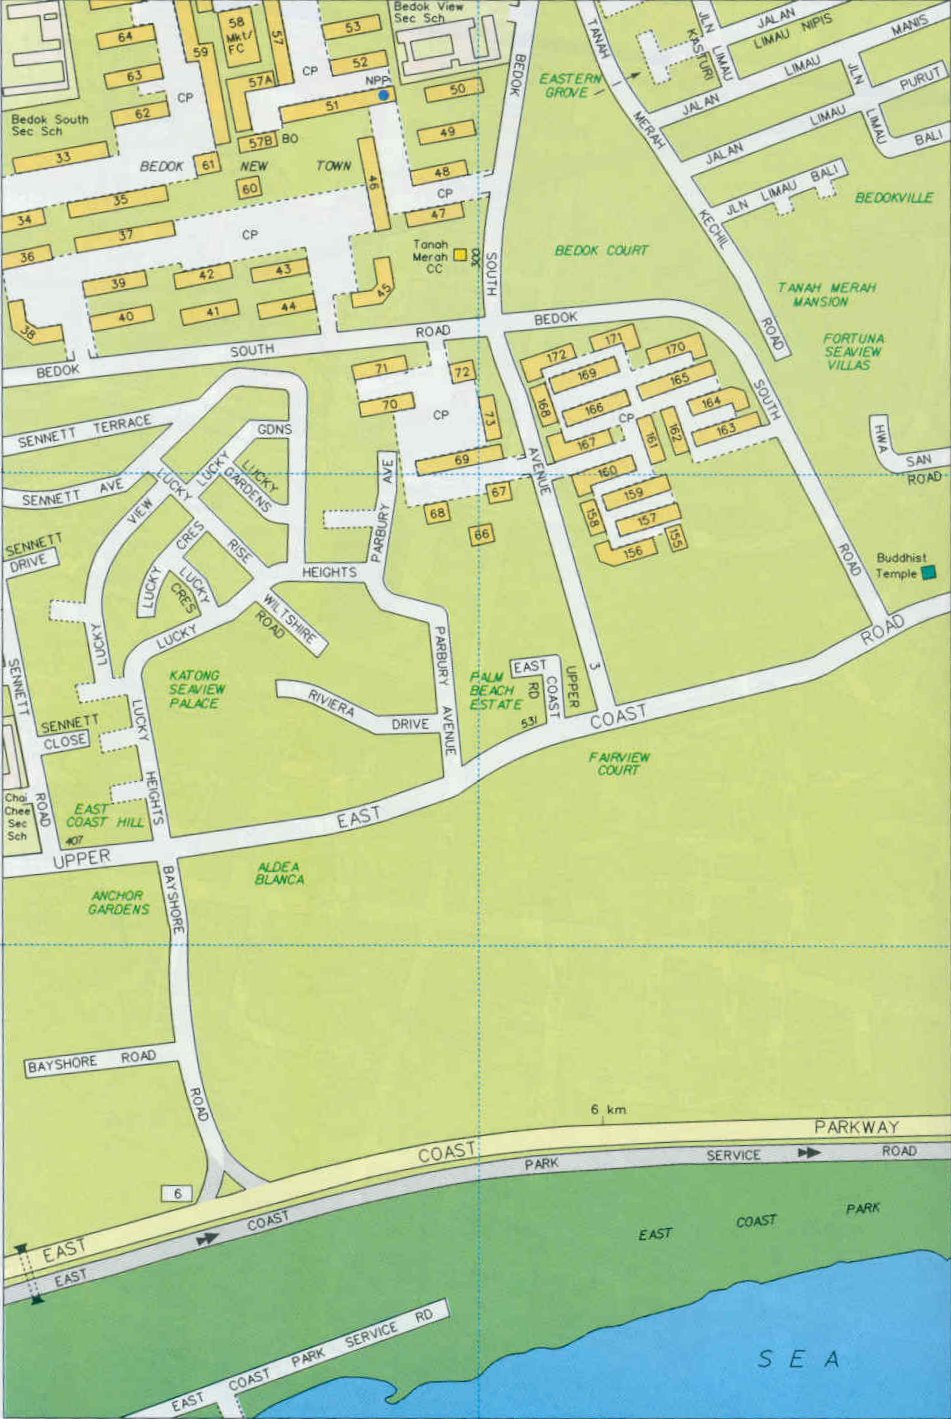 Bedok View
Sec Sch
58
Mkt/
FC
57
53
64
59
52
63
CP
57A
CP
NPP
50
62
51
Bedok South
Sec Sch
57B
BO
49
33
BEDOK
61
NEW
TOWN
46
48
60
CP
35
47
34
37
CP
36
Tanah
Merah
CC
300
39
42
43
45
40
41
44
38
BEDOK
SOUTH
AVENUE
3
TANAH
MERAH
KECHIL
ROAD
EASTERN
GROVE
KASTURI
JLN
LIMAU
JALAN
LIMAU NIPIS
JALAN
LIMAU
MANIS
JLN
LIMAU
BALI
JALAN
LIMAU
PURUT
JLN LIMAU BALI
BEDOKVILLE
BEDOK COURT
TANAH MERAH
MANSION
FORTUNA
SEAVIEW
VILLAS
BEDOK
SOUTH
ROAD
BEDOK
SOUTH
ROAD
71
72
70
CP
73
69
67
68
66
172
171
170
169
165
168
166
164
CP
163
167
161
162
160
159
158
157
155
156
HWA
SAN
ROAD
Buddhist
Temple
SENNETT TERRACE
SENNETT AVE
GDNS
LUCKY
LUCKY
GARDENS
LUCKY
RISE
VIEW
LUCKY
CRES
LUCKY
LUCKY
CRES
SENNETT
DRIVE
PARBURY AVE
HEIGHTS
LUCKY
WILTSHIRE
ROAD
PARBURY
AVENUE
KATONG
SEAVIEW
PALACE
RIVIERA
DRIVE
PALM
BEACH
ESTATE
EAST
COAST
RD
UPPER
531
SENNETT
ROAD
SENNETT
CLOSE
LUCKY
HEIGHTS
Chai
Chee
Sec
Sch
EAST
COAST HILL
407
UPPER
EAST
COAST
ROAD
FAIRVIEW
COURT
ANCHOR
GARDENS
ALDEA
BLANCA
BAYSHORE
BAYSHORE ROAD
ROAD
6
6 km
EAST
COAST
PARKWAY
EAST
COAST
PARK
SERVICE
ROAD
EAST
COAST
PARK
EAST COAST PARK SERVICE RD
SEA